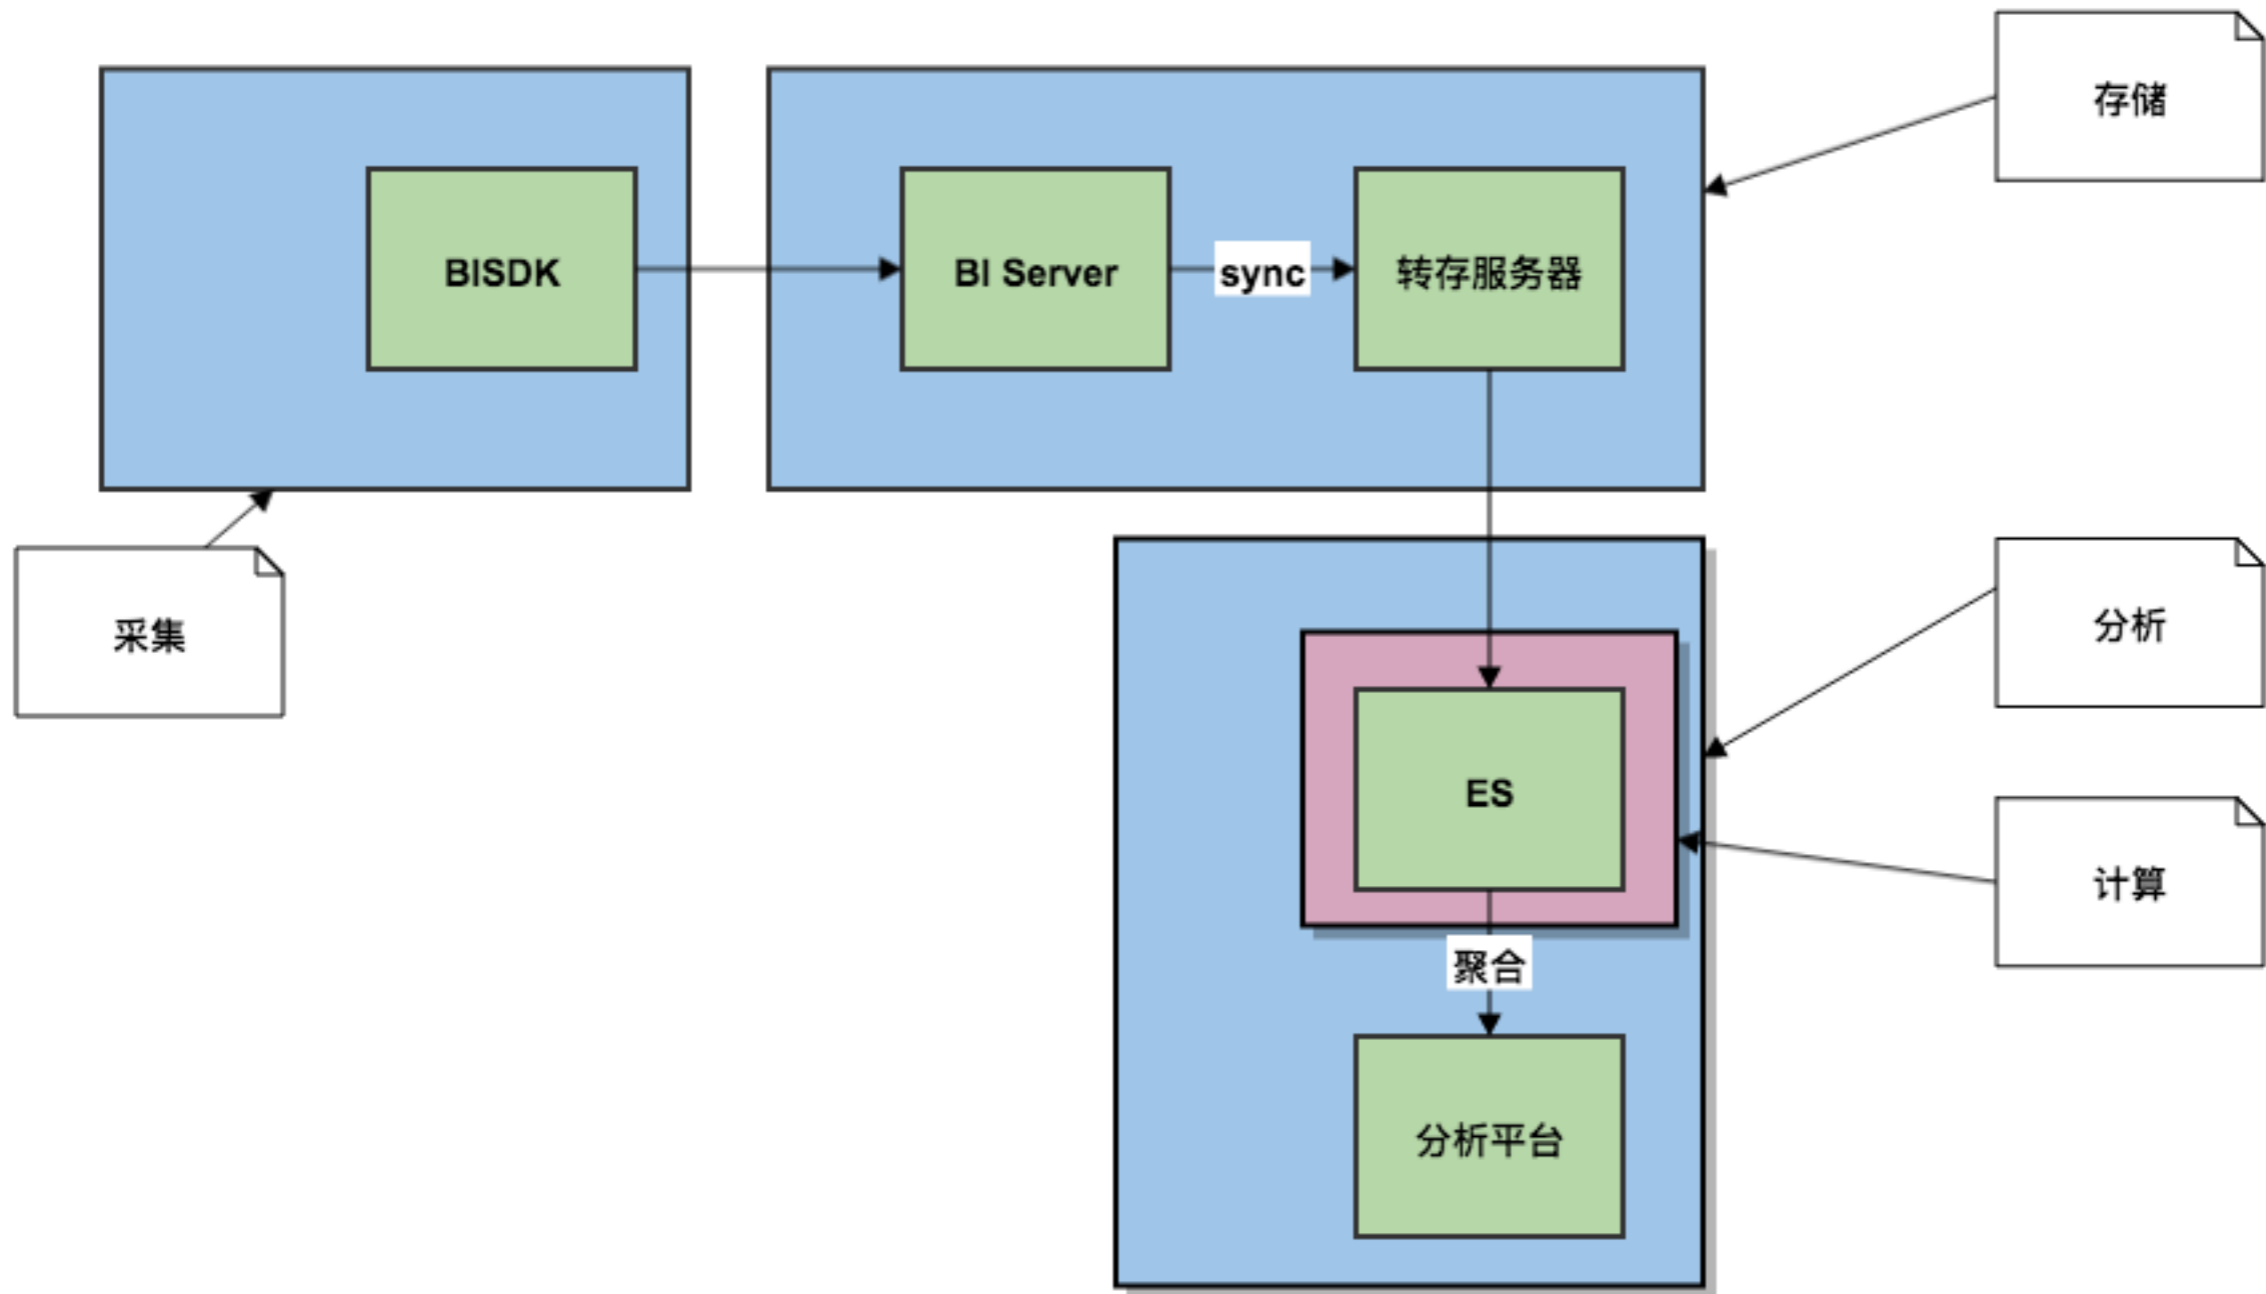 存储
BISDK
BI Server
sync
转存服务器
采集
分析
ES
计算
聚合
分析平台